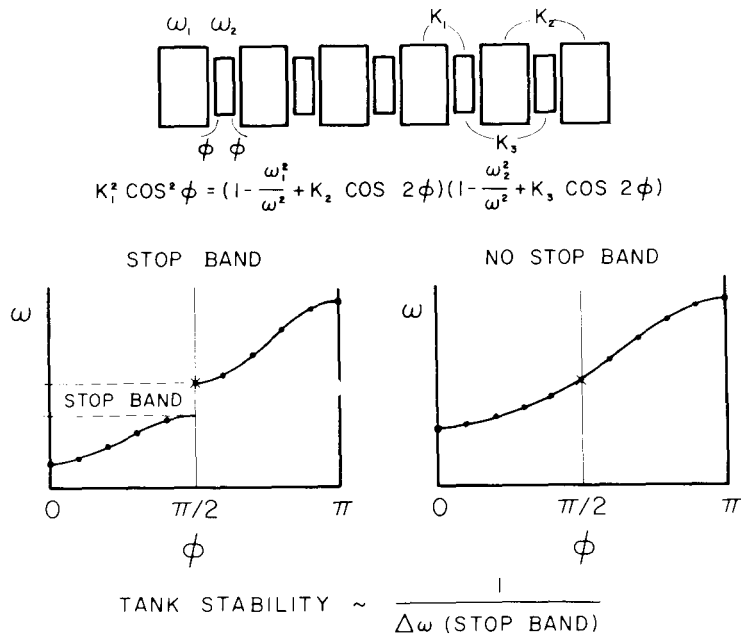 ω₁ ω₂ K₁ K₂
φ φ K₃
K₁² COS² φ = (1 - ω₁²/ω² + K₂ COS 2φ)(1 - ω₂²/ω² + K₃ COS 2φ)
STOP BAND
ω
STOP BAND
0 π/2 π
φ
NO STOP BAND
ω
0 π/2 π
φ
TANK STABILITY ~ 1/Δω (STOP BAND)